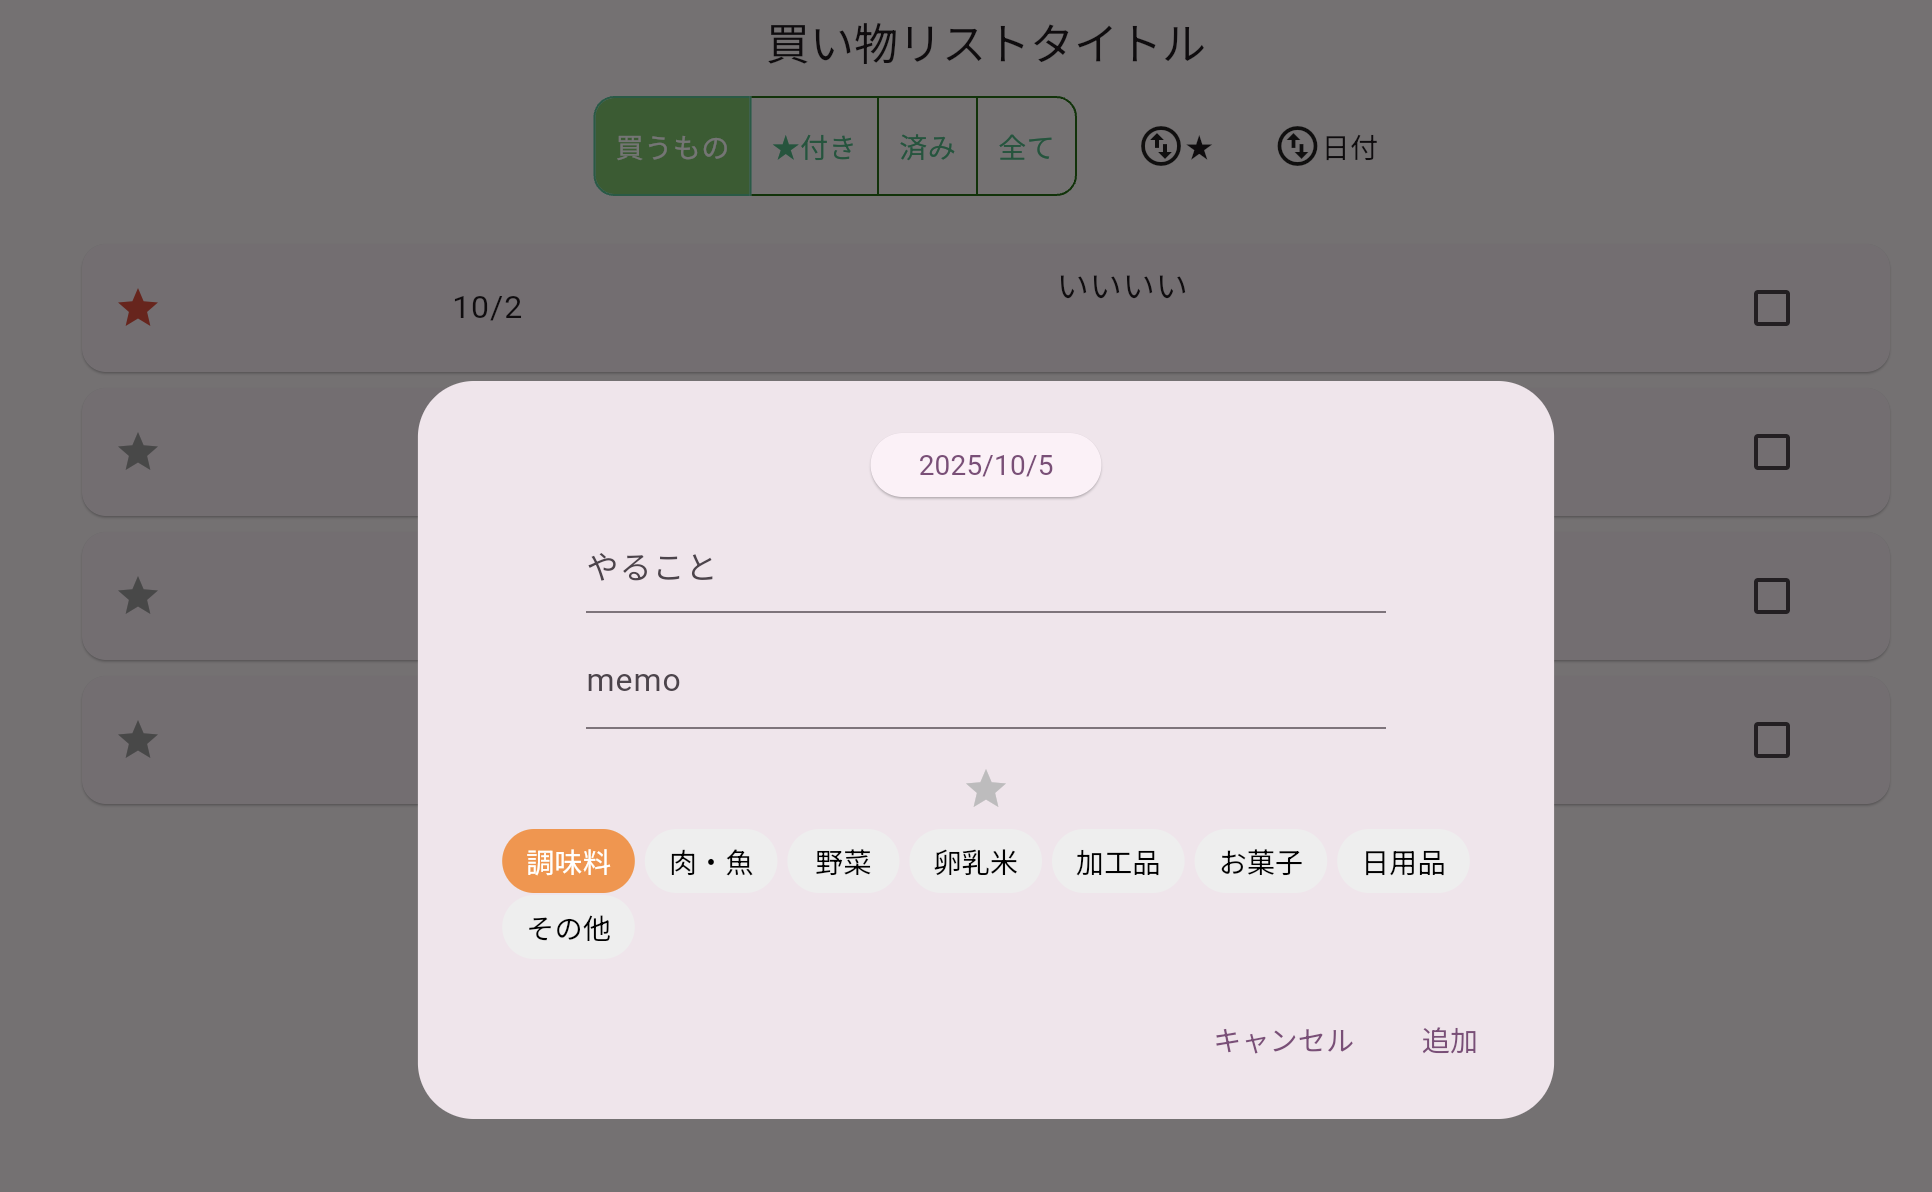 買い物リストタイトル
買うもの ★付き 済み 全て ★ 日付
10/2 いいいい
2025/10/5
やること
memo
調味料 肉・魚 野菜 卵乳米 加工品 お菓子 日用品
その他
キャンセル 追加